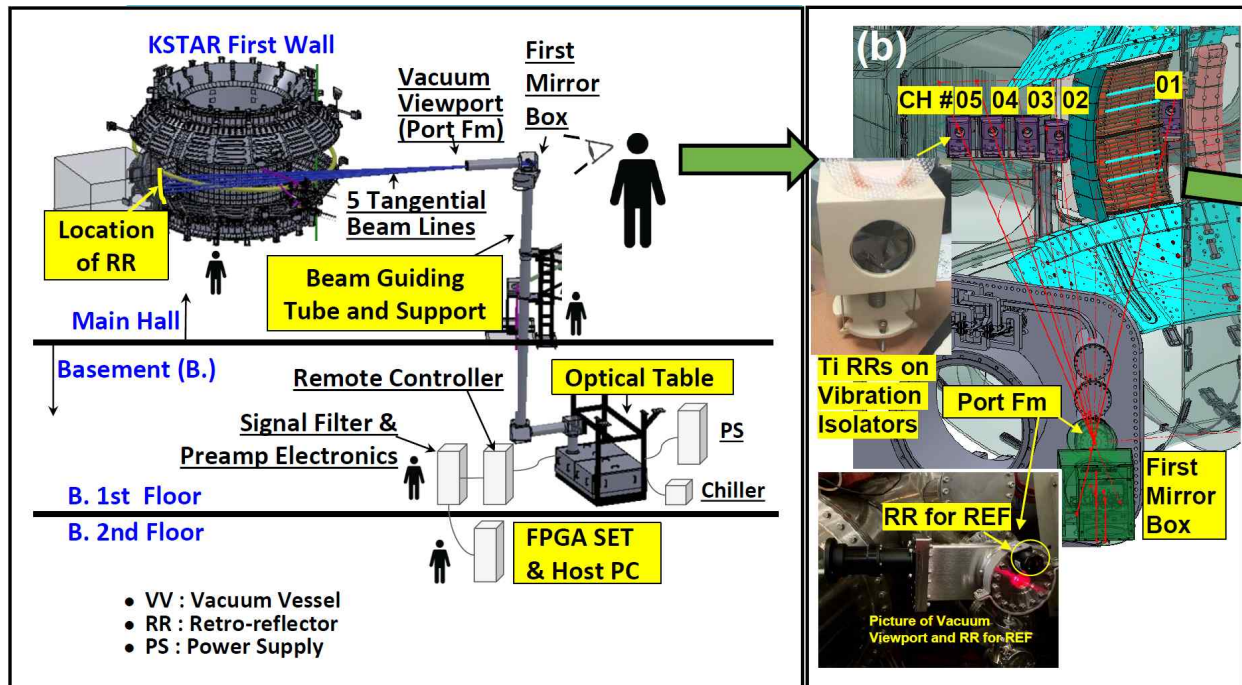 KSTAR First Wall
Vacuum
Viewport
(Port Fm)
First
Mirror
Box
5 Tangential
Beam Lines
Location
of RR
Beam Guiding
Tube and Support
Main Hall
Basement (B.)
Remote Controller
Optical Table
Signal Filter &
Preamp Electronics
PS
Chiller
B. 1st Floor
B. 2nd Floor
FPGA SET
& Host PC
• VV : Vacuum Vessel
• RR : Retro-reflector
• PS : Power Supply
(b)
CH # 05 04 03 02 01
Ti RRs on
Vibration
Isolators
Port Fm
First
Mirror
Box
RR for REF
Picture of Vacuum
Viewport and RR for REF